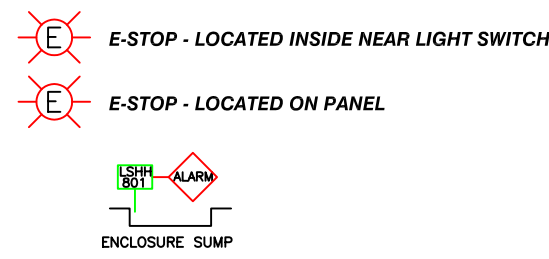 E
E-STOP - LOCATED INSIDE NEAR LIGHT SWITCH
E
E-STOP - LOCATED ON PANEL
LSHH
801
ALARM
ENCLOSURE SUMP